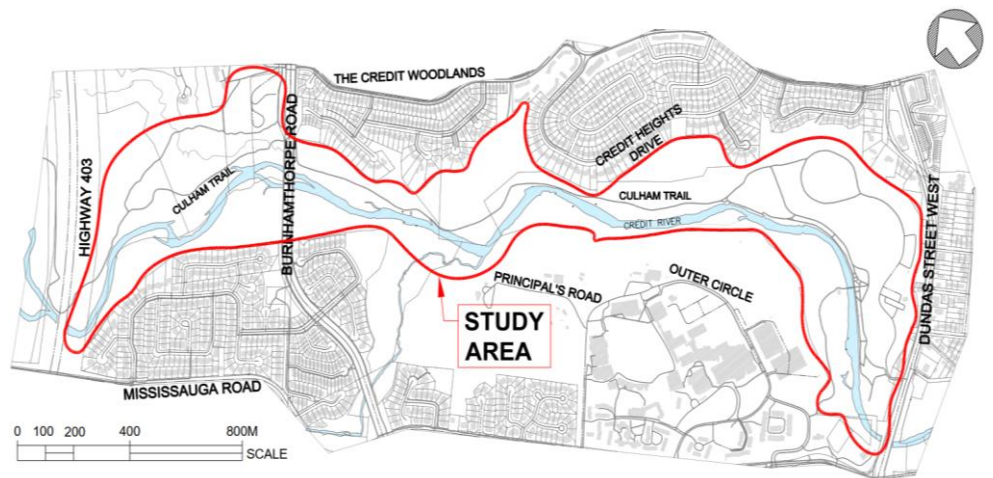 THE CREDIT WOODLANDS
CREDIT HEIGHTS
DRIVE
HIGHWAY 403
BURNHAMTHORPE ROAD
CULHAM TRAIL
CULHAM TRAIL
CREDIT RIVER
DUNDAS STREET WEST
PRINCIPAL'S ROAD
OUTER CIRCLE
STUDY
AREA
MISSISSAUGA ROAD
0 100 200 400 800M
SCALE